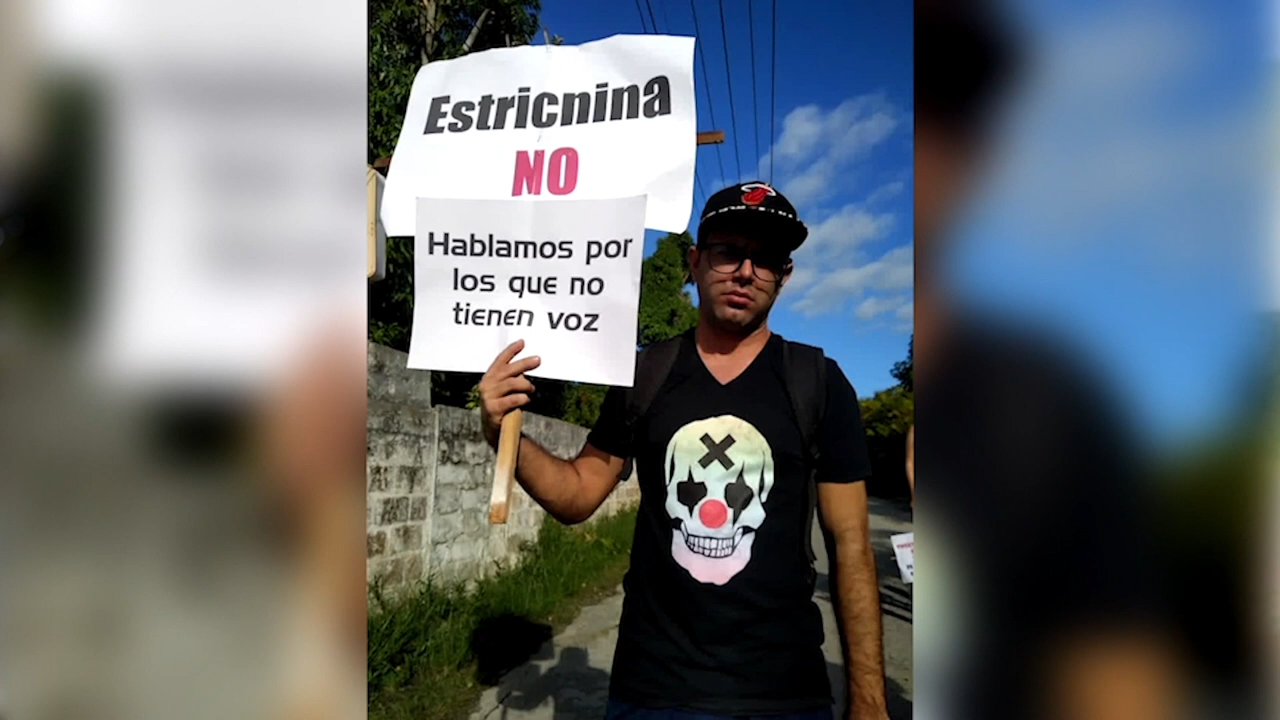 Estricnina
NO
Hablamos por
los que no
tienen voz